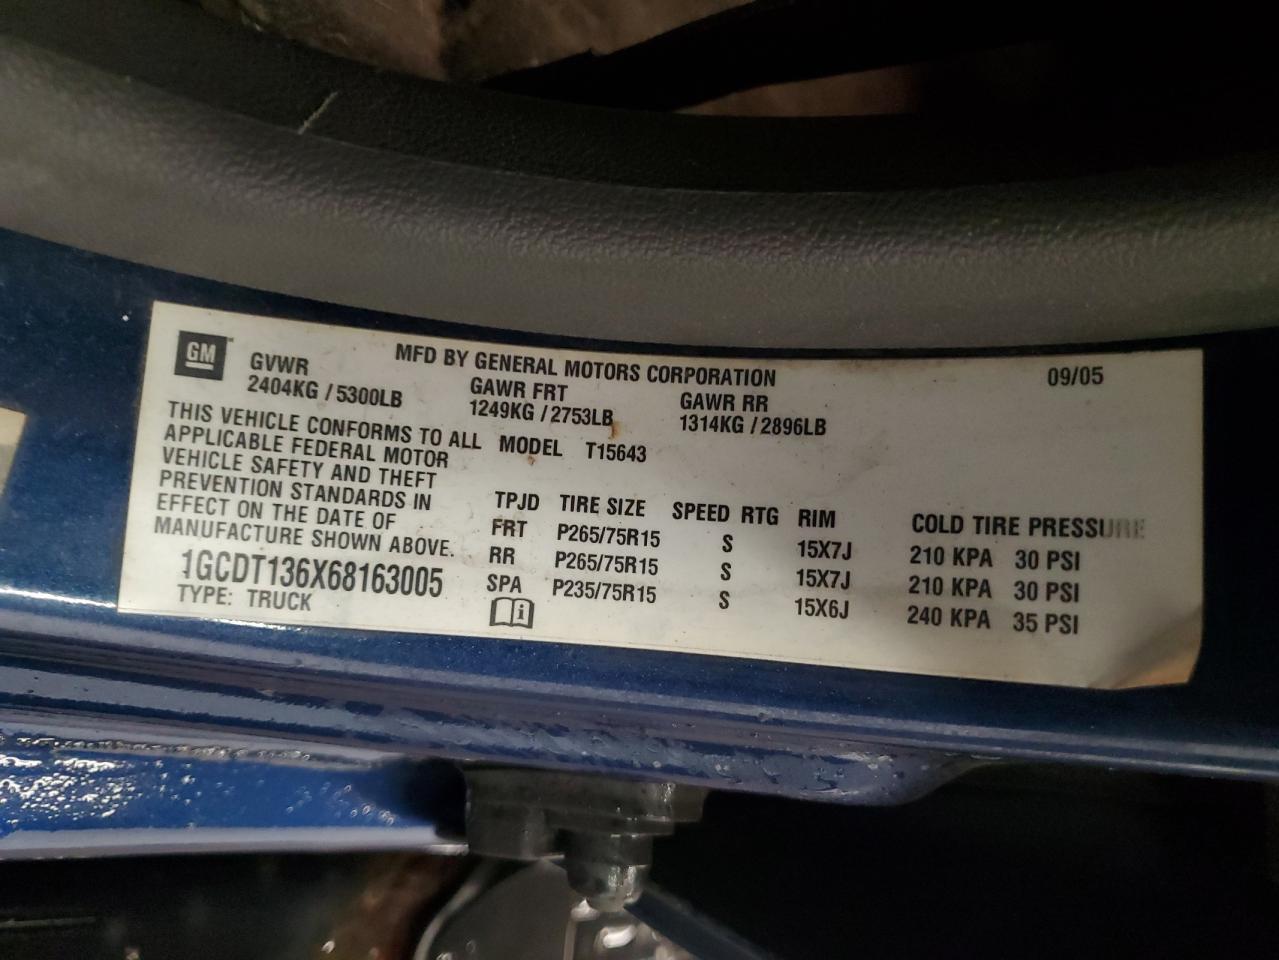 GM
MFD BY GENERAL MOTORS CORPORATION 09/05
GVWR GAWR FRT GAWR RR
2404KG / 5300LB 1249KG / 2753LB 1314KG / 2896LB
THIS VEHICLE CONFORMS TO ALL
APPLICABLE FEDERAL MOTOR
VEHICLE SAFETY AND THEFT
PREVENTION STANDARDS IN
EFFECT ON THE DATE OF
MANUFACTURE SHOWN ABOVE.
1GCDT136X68163005
TYPE: TRUCK
MODEL T15643
TPJD TIRE SIZE SPEED RTG RIM COLD TIRE PRESSURE
FRT P265/75R15 S 15X7J 210 KPA 30 PSI
RR P265/75R15 S 15X7J 210 KPA 30 PSI
SPA P235/75R15 S 15X6J 240 KPA 35 PSI
i